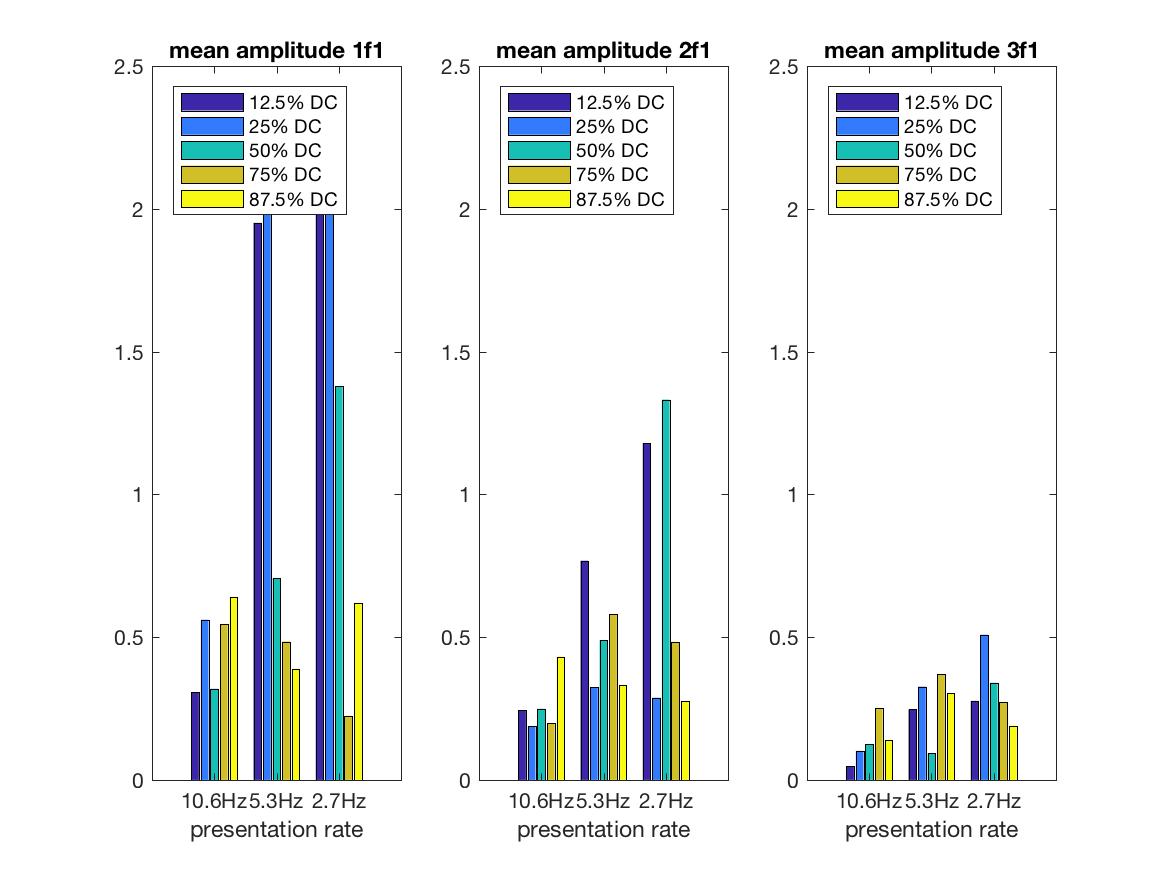 mean amplitude 1f1
2.5
2
1.5
1
0.5
0
12.5% DC
25% DC
50% DC
75% DC
87.5% DC
10.6Hz 5.3Hz 2.7Hz
presentation rate
mean amplitude 2f1
2.5
2
1.5
1
0.5
0
12.5% DC
25% DC
50% DC
75% DC
87.5% DC
10.6Hz 5.3Hz 2.7Hz
presentation rate
mean amplitude 3f1
2.5
2
1.5
1
0.5
0
12.5% DC
25% DC
50% DC
75% DC
87.5% DC
10.6Hz 5.3Hz 2.7Hz
presentation rate